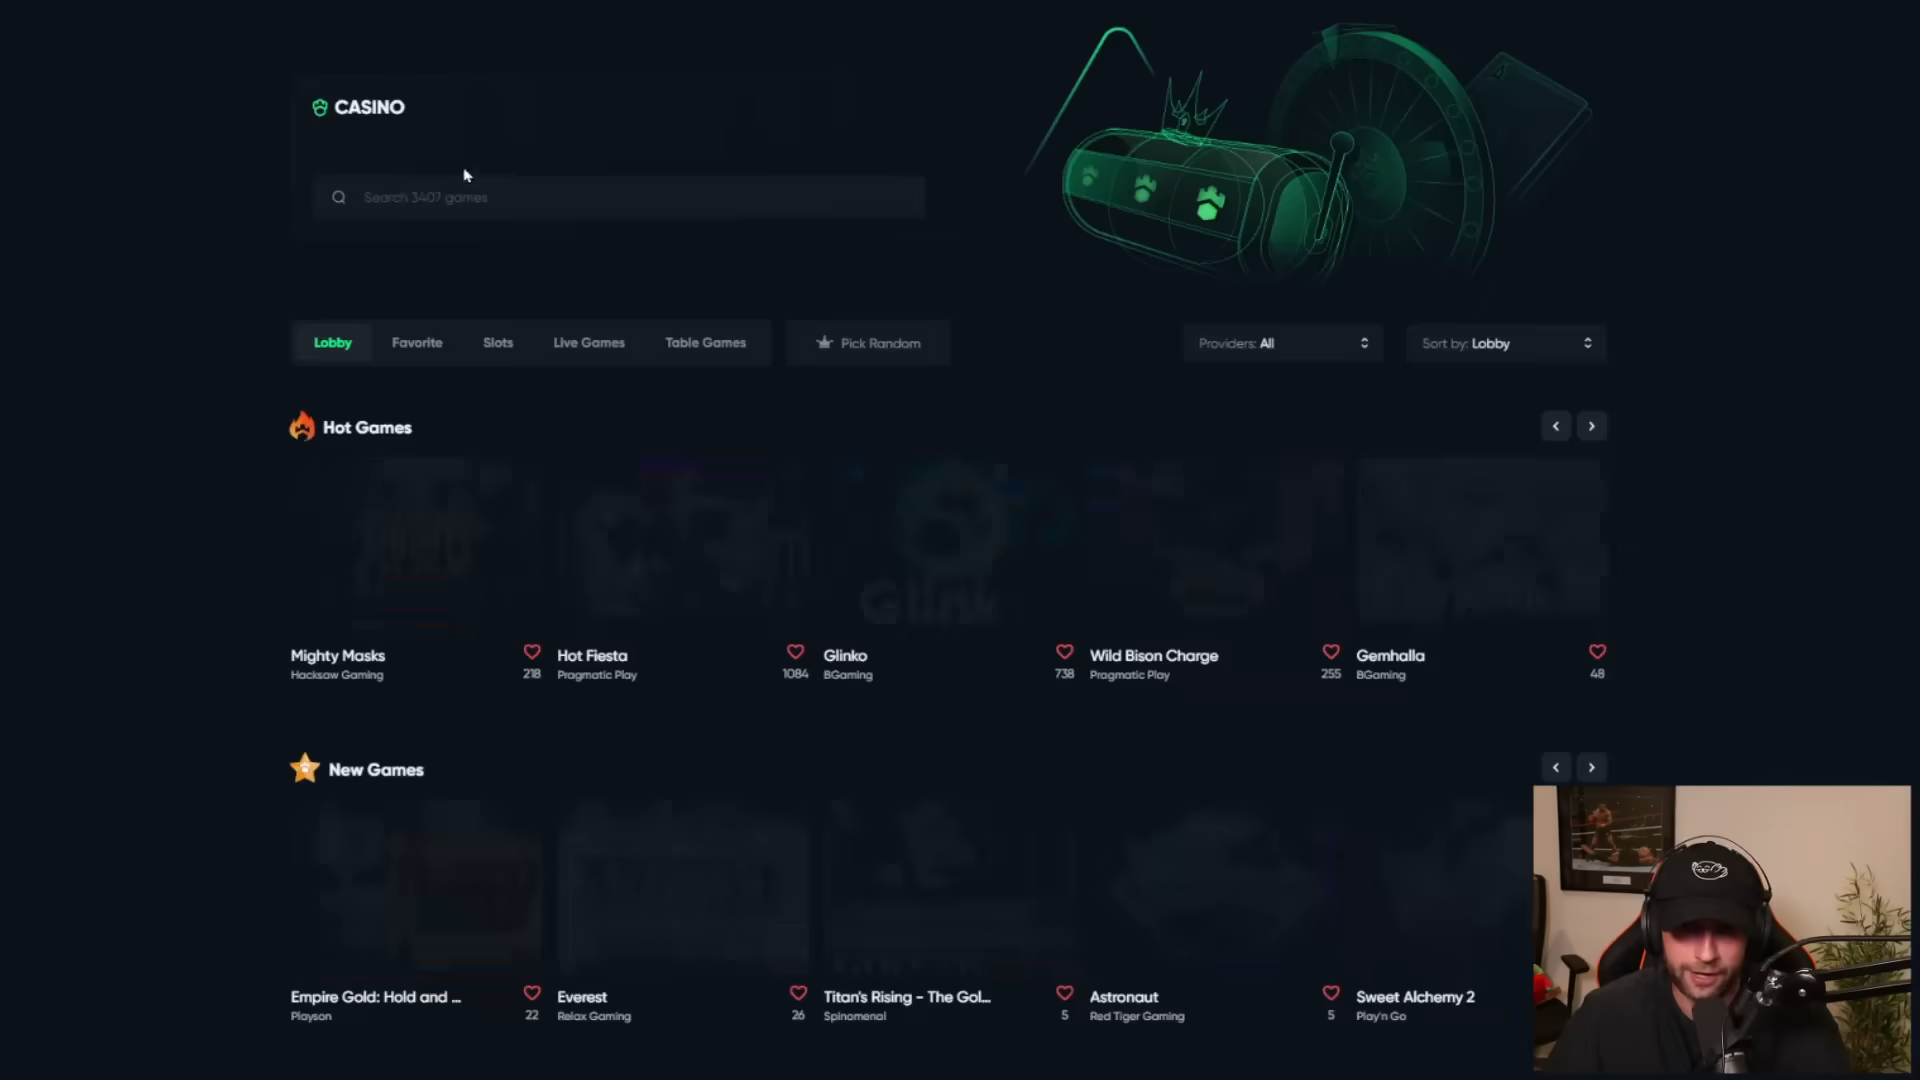 CASINO
Search 3407 games
Lobby Favorite Slots Live Games Table Games Pick Random Providers: All Sort by: Lobby
Hot Games
Glink
Mighty Masks 218 Hot Fiesta 1084 Glinko 738 Wild Bison Charge 255 Gemhalla 48
Hacksaw Gaming Pragmatic Play BGaming Pragmatic Play BGaming
New Games
Empire Gold: Hold and ... 22 Everest 26 Titan's Rising - The Gol... 5 Astronaut 5 Sweet Alchemy 2
Playson Relax Gaming Spinomenal Red Tiger Gaming Play'n Go